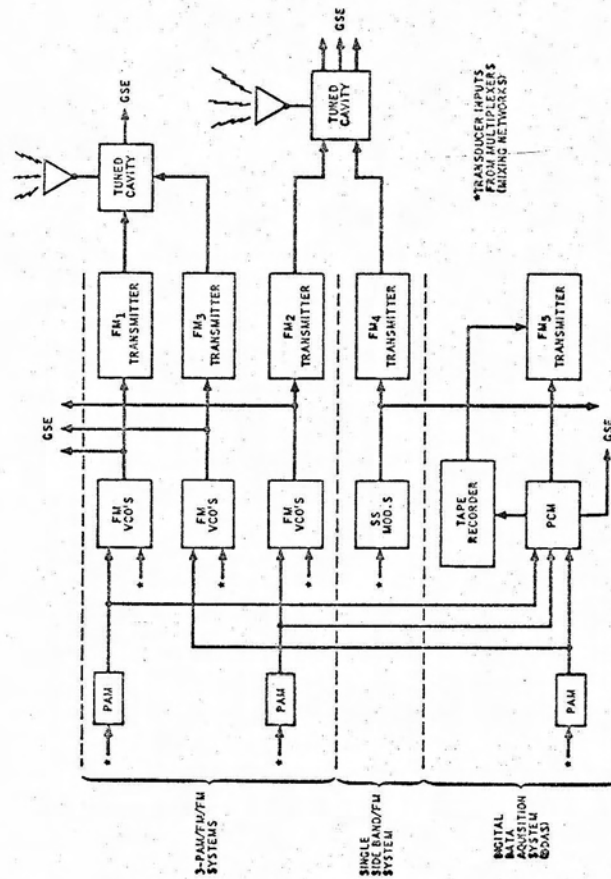 GSE
TUNED
CAVITY
GSE
FM₁
TRANSMITTER
FM
VCO'S
*
PAM
*
3-PAM/FM/FM
SYSTEMS
FM₃
TRANSMITTER
FM
VCO'S
*
TUNED
CAVITY
GSE
FM₂
TRANSMITTER
FM
VCO'S
*
PAM
*
SINGLE
SIDE BAND/FM
SYSTEM
FM₄
TRANSMITTER
SS
MOD.S
*
TAPE
RECORDER
DIGITAL
DATA
AQUISITION
SYSTEM
(DDAS)
PAM
*
PCM
FM₅
TRANSMITTER
GSE
*TRANSDUCER INPUTS
FROM MULTIPLEXERS
(MIXING NETWORKS)